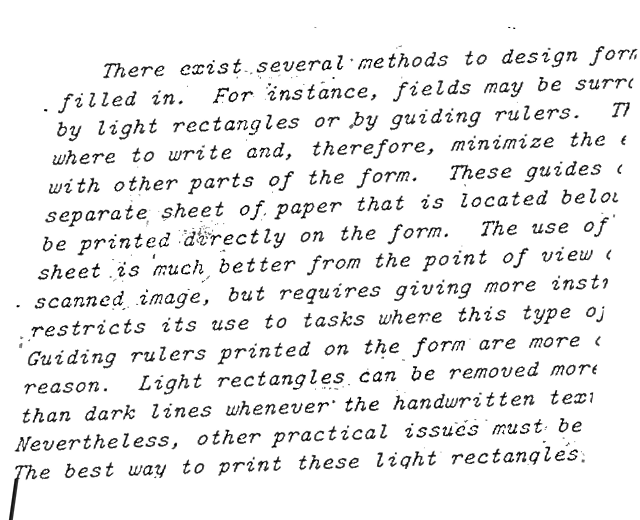 There exist several methods to design
filled in. For instance, fields may be
by light rectangles or by guiding rulers.
where to write and, therefore, minimize the
with other parts of the form. These guides
separate sheet of paper that is located
be printed directly on the form. The use of
sheet is much better from the point of view
scanned image, but requires giving more
restricts its use to tasks where this type
Guiding rulers printed on the form are more
reason. Light rectangles can be removed more
than dark lines whenever the handwritten
Nevertheless, other practical issues must be
The best way to print these light rectangles.